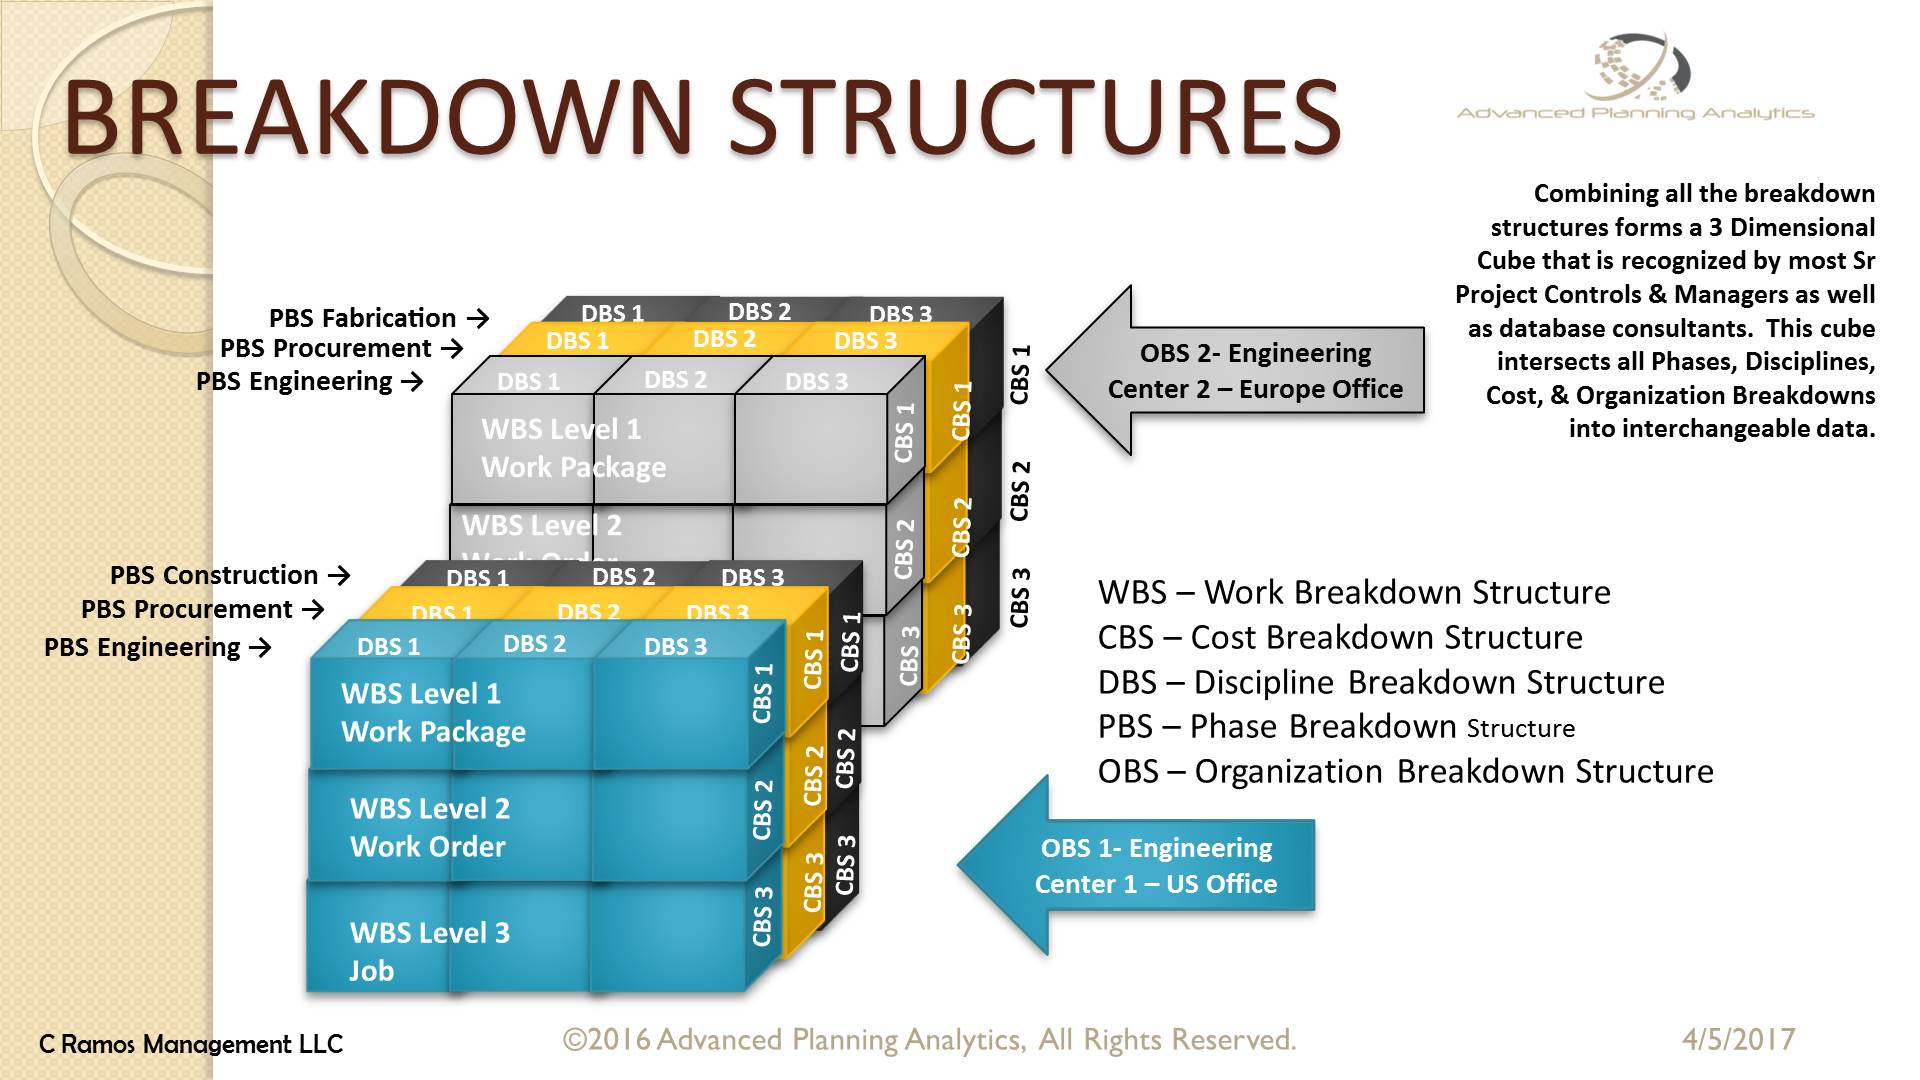 BREAKDOWN STRUCTURES
Advanced Planning Analytics
Combining all the breakdown
structures forms a 3 Dimensional
Cube that is recognized by most Sr
Project Controls & Managers as well
as database consultants. This cube
intersects all Phases, Disciplines,
Cost, & Organization Breakdowns
into interchangeable data.
PBS Fabrication →
PBS Procurement →
PBS Engineering →
DBS 1
DBS 2
DBS 3
DBS 1
DBS 2
DBS 3
DBS 1
DBS 2
DBS 3
WBS Level 1
Work Package
WBS Level 2
Work Order
CBS 1
CBS 2
CBS 3
CBS 1
CBS 2
CBS 3
CBS 1
CBS 2
CBS 3
OBS 2- Engineering
Center 2 – Europe Office
PBS Construction →
PBS Procurement →
PBS Engineering →
DBS 1
DBS 2
DBS 3
DBS 1
DBS 2
DBS 3
DBS 1
DBS 2
DBS 3
WBS Level 1
Work Package
WBS Level 2
Work Order
WBS Level 3
Job
CBS 1
CBS 2
CBS 3
CBS 1
CBS 2
CBS 3
CBS 1
CBS 2
CBS 3
WBS – Work Breakdown Structure
CBS – Cost Breakdown Structure
DBS – Discipline Breakdown Structure
PBS – Phase Breakdown Structure
OBS – Organization Breakdown Structure
OBS 1- Engineering
Center 1 – US Office
C Ramos Management LLC
©2016 Advanced Planning Analytics, All Rights Reserved.
4/5/2017